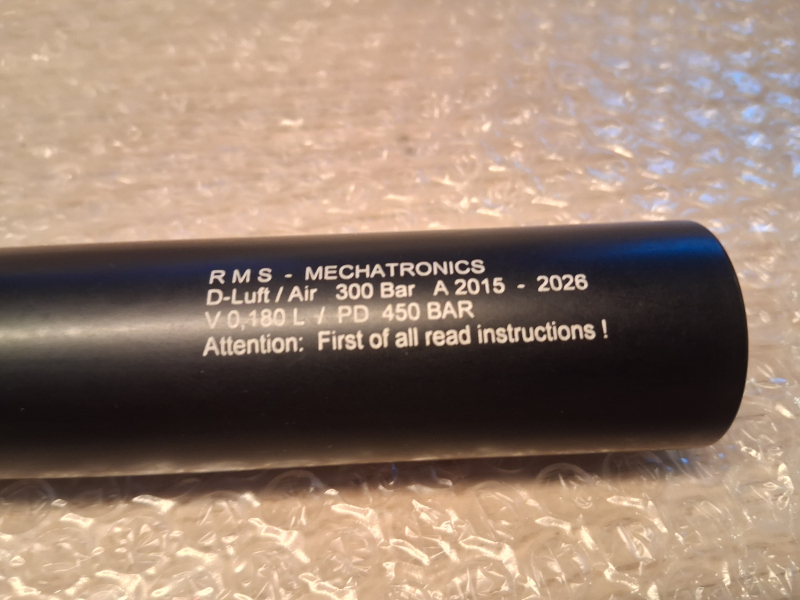 R M S - MECHATRONICS
D-Luft / Air 300 Bar A 2015 - 2026
V 0,180 L / PD 450 BAR
Attention: First of all read instructions !